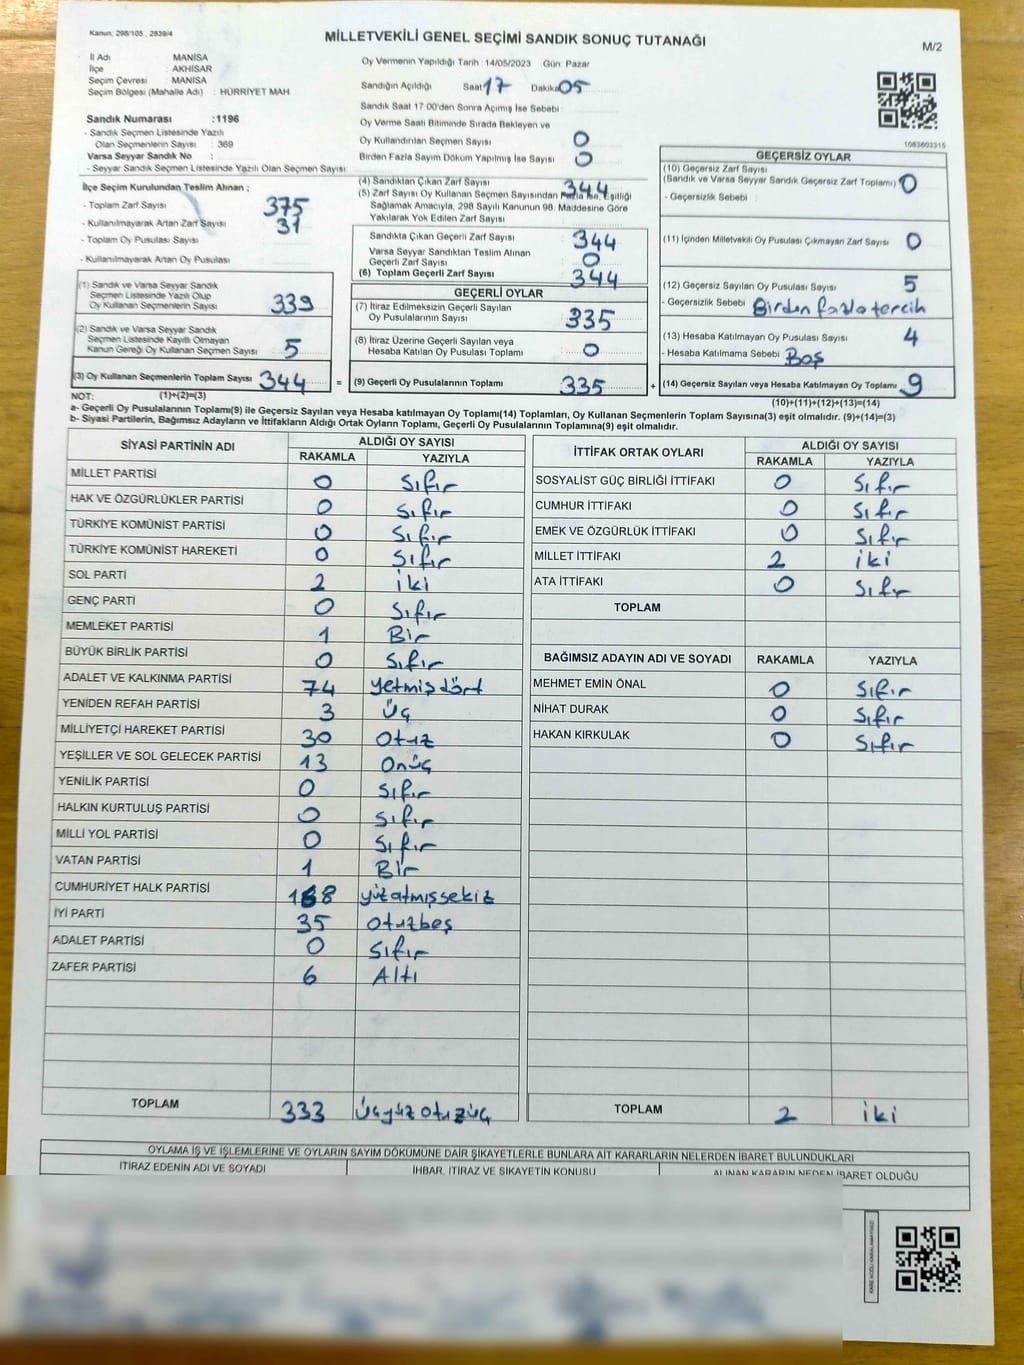 Kanun; 298/105 , 2839/4
MİLLETVEKİLİ GENEL SEÇİMİ SANDIK SONUÇ TUTANAĞI
M/2
İl Adı MANİSA
İlçe : AKHİSAR
Seçim Çevresi MANİSA
Seçim Bölgesi (Mahalle Adı) : HÜRRİYET MAH.
Sandık Numarası :1196
- Sandık Seçmen Listesinde Yazılı
Olan Seçmenlerin Sayısı : 369
Varsa Seyyar Sandık No :
- Seyyar Sandık Seçmen Listesinde Yazılı Olan Seçmen Sayısı
Oy Vermenin Yapıldığı Tarih :14/05/2023 Gün: Pazar
Sandığın Açıldığı Saat 17 Dakika 05
Sandık Saat 17:00'den Sonra Açılmış İse Sebebi
Oy Verme Saati Bitiminde Sırada Bekleyen ve
Oy Kullandırılan Seçmen Sayısı 0
Birden Fazla Sayım Döküm Yapılmış İse Sayısı 0
1083603315
İlçe Seçim Kurulundan Teslim Alınan ;
- Toplam Zarf Sayısı 375
- Kullanılmayarak Artan Zarf Sayısı 31
- Toplam Oy Pusulası Sayısı
- Kullanılmayarak Artan Oy Pusulası
(1) Sandık ve Varsa Seyyar Sandık
Seçmen Listesinde Yazılı Olup
Oy Kullanan Seçmenlerin Sayısı 339
(2) Sandık ve Varsa Seyyar Sandık
Seçmen Listesinde Kayıtlı Olmayan
Kanun Gereği Oy Kullanan Seçmen Sayısı 5
(3) Oy Kullanan Seçmenlerin Toplam Sayısı 344 =
(4) Sandıktan Çıkan Zarf Sayısı 344
(5) Zarf Sayısı Oy Kullanan Seçmen Sayısından Fazla İse, Eşitliği
Sağlamak Amacıyla, 298 Sayılı Kanunun 98. Maddesine Göre
Yakılarak Yok Edilen Zarf Sayısı
Sandıkta Çıkan Geçerli Zarf Sayısı 344
Varsa Seyyar Sandıktan Teslim Alınan
Geçerli Zarf Sayısı 0
(6) Toplam Geçerli Zarf Sayısı 344
GEÇERLİ OYLAR
(7) İtiraz Edilmeksizin Geçerli Sayılan
Oy Pusulalarının Sayısı 335
(8) İtiraz Üzerine Geçerli Sayılan veya
Hesaba Katılan Oy Pusulası Toplamı 0
(9) Geçerli Oy Pusulalarının Toplamı 335 +
GEÇERSİZ OYLAR
(10) Geçersiz Zarf Sayısı
(Sandık ve Varsa Seyyar Sandık Geçersiz Zarf Toplamı) 0
- Geçersizlik Sebebi
(11) İçinden Milletvekili Oy Pusulası Çıkmayan Zarf Sayısı 0
(12) Geçersiz Sayılan Oy Pusulası Sayısı 5
- Geçersizlik Sebebi Birden fazla tercih
(13) Hesaba Katılmayan Oy Pusulası Sayısı 4
- Hesaba Katılmama Sebebi Boş
(14) Geçersiz Sayılan veya Hesaba Katılmayan Oy Toplamı 9
NOT: (1)+(2)=(3) (10)+(11)+(12)+(13)=(14)
a- Geçerli Oy Pusulalarının Toplamı(9) ile Geçersiz Sayılan veya Hesaba katılmayan Oy Toplamı(14) Toplamları, Oy Kullanan Seçmenlerin Toplam Sayısına(3) eşit olmalıdır. (9)+(14)=(3)
b- Siyasi Partilerin, Bağımsız Adayların ve İttifakların Aldığı Ortak Oyların Toplamı, Geçerli Oy Pusulalarının Toplamına(9) eşit olmalıdır.
SİYASİ PARTİNİN ADI ALDIĞI OY SAYISI
RAKAMLA YAZIYLA
MİLLET PARTİSİ 0 Sıfır
HAK VE ÖZGÜRLÜKLER PARTİSİ 0 Sıfır
TÜRKİYE KOMÜNİST PARTİSİ 0 Sıfır
TÜRKİYE KOMÜNİST HAREKETİ 0 Sıfır
SOL PARTİ 2 iki
GENÇ PARTİ 0 Sıfır
MEMLEKET PARTİSİ 1 Bir
BÜYÜK BİRLİK PARTİSİ 0 Sıfır
ADALET VE KALKINMA PARTİSİ 74 yetmiş dört
YENİDEN REFAH PARTİSİ 3 Üç
MİLLİYETÇİ HAREKET PARTİSİ 30 Otuz
YEŞİLLER VE SOL GELECEK PARTİSİ 13 Onüç
YENİLİK PARTİSİ 0 Sıfır
HALKIN KURTULUŞ PARTİSİ 0 Sıfır
MİLLİ YOL PARTİSİ 0 Sıfır
VATAN PARTİSİ 1 Bir
CUMHURİYET HALK PARTİSİ 168 yüzatmışsekiz
İYİ PARTİ 35 Otuzbeş
ADALET PARTİSİ 0 Sıfır
ZAFER PARTİSİ 6 Altı
TOPLAM 333 Üçyüz otuzüç
İTTİFAK ORTAK OYLARI ALDIĞI OY SAYISI
RAKAMLA YAZIYLA
SOSYALİST GÜÇ BİRLİĞİ İTTİFAKI 0 Sıfır
CUMHUR İTTİFAKI 0 Sıfır
EMEK VE ÖZGÜRLÜK İTTİFAKI 0 Sıfır
MİLLET İTTİFAKI 2 iki
ATA İTTİFAKI 0 Sıfır
TOPLAM
BAĞIMSIZ ADAYIN ADI VE SOYADI RAKAMLA YAZIYLA
MEHMET EMİN ÖNAL 0 Sıfır
NİHAT DURAK 0 Sıfır
HAKAN KIRKULAK 0 Sıfır
TOPLAM 2 iki
OYLAMA İŞ VE İŞLEMLERİNE VE OYLARIN SAYIM DÖKÜMÜNE DAİR ŞİKAYETLERLE BUNLARA AİT KARARLARIN NELERDEN İBARET BULUNDUKLARI
İTİRAZ EDENİN ADI VE SOYADI İHBAR, İTİRAZ VE ŞİKAYETİN KONUSU ALINAN KARARIN NEDEN İBARET OLDUĞU